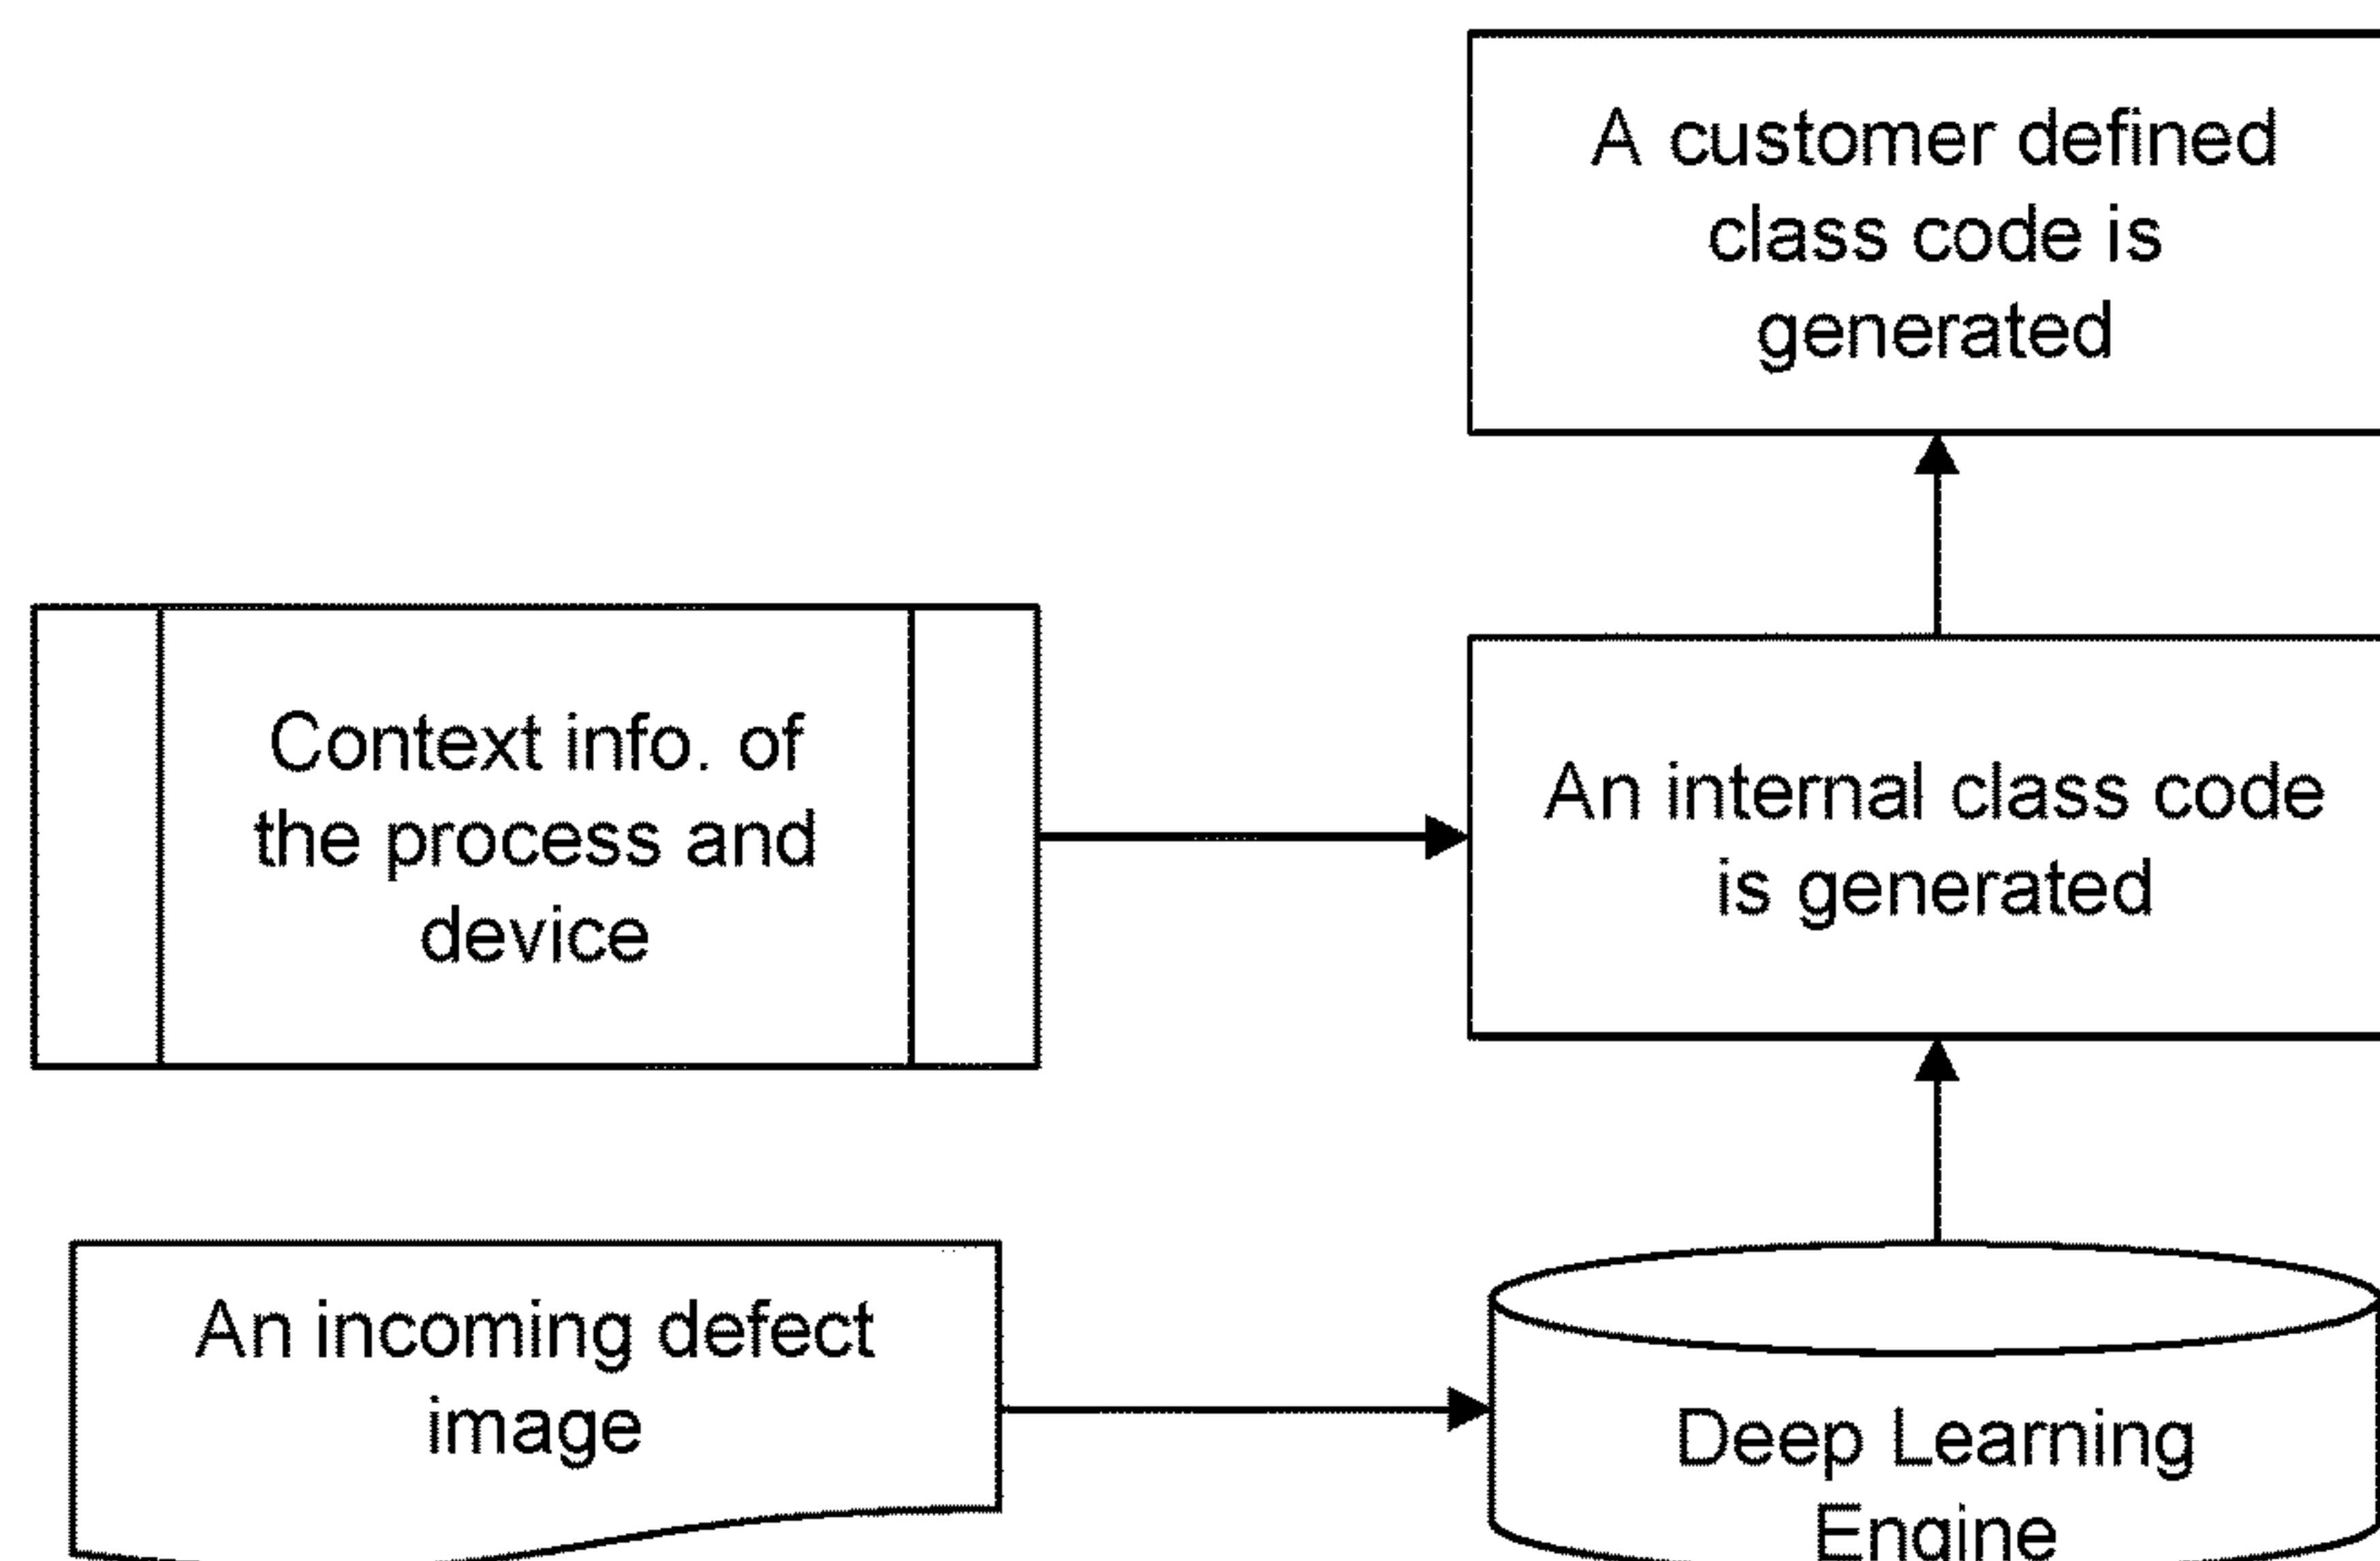 A customer defined
class code is
generated
Context info. of
the process and
device
An internal class code
is generated
An incoming defect
image
Deep Learning
Engine